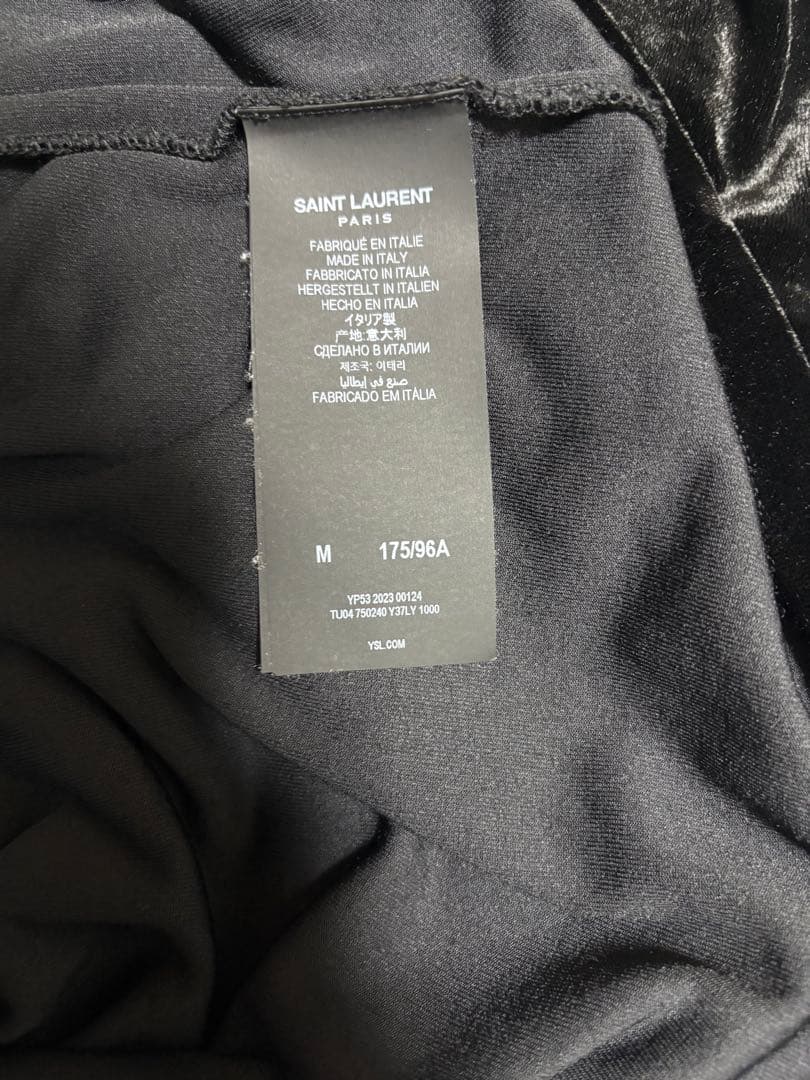 SAINT LAURENT
PARIS
FABRIQUÉ EN ITALIE
MADE IN ITALY
FABBRICATO IN ITALIA
HERGESTELLT IN ITALIEN
HECHO EN ITALIA
イタリア製
产地:意大利
СДЕЛАНО В ИТАЛИИ
제조국: 이태리
صنع في إيطاليا
FABRICADO EM ITÁLIA
M 175/96A
YP53 2023 00124
TU04 750240 Y37LY 1000
YSL.COM